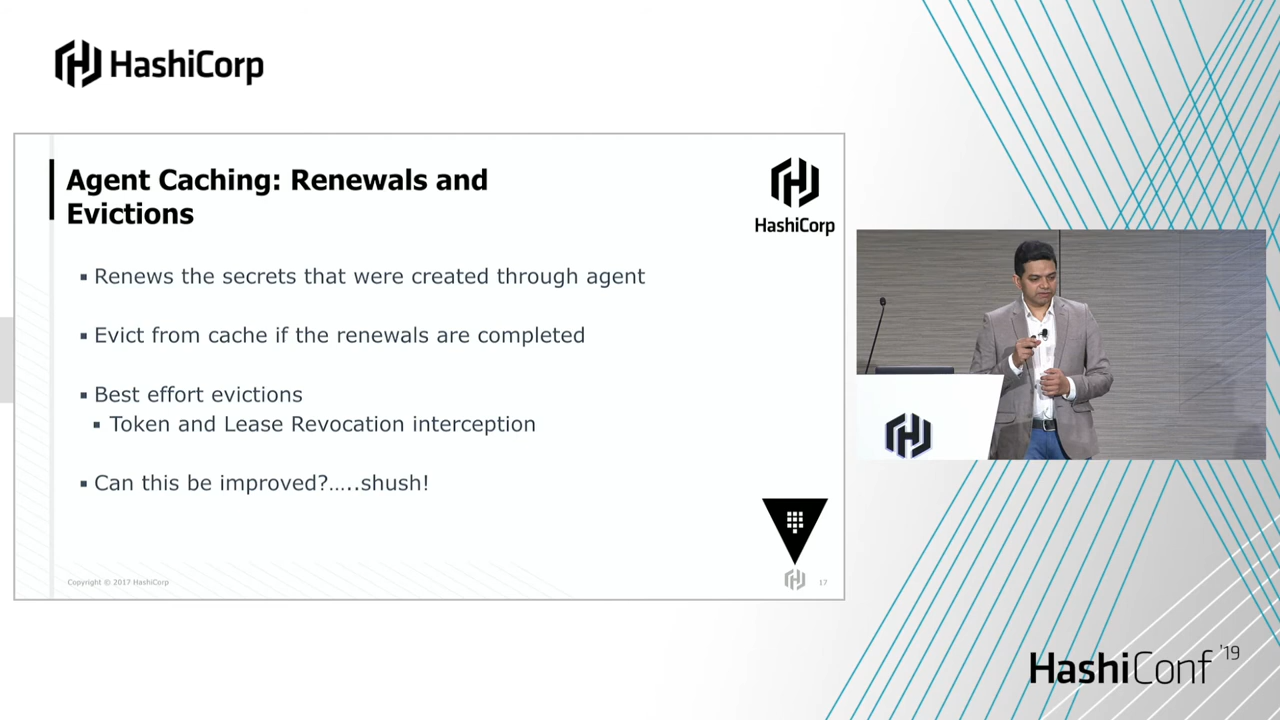 HashiCorp
Agent Caching: Renewals and
Evictions
HashiCorp
▪ Renews the secrets that were created through agent
▪ Evict from cache if the renewals are completed
▪ Best effort evictions
▪ Token and Lease Revocation interception
▪ Can this be improved?.....shush!
Copyright © 2017 HashiCorp
17
HashiConf '19